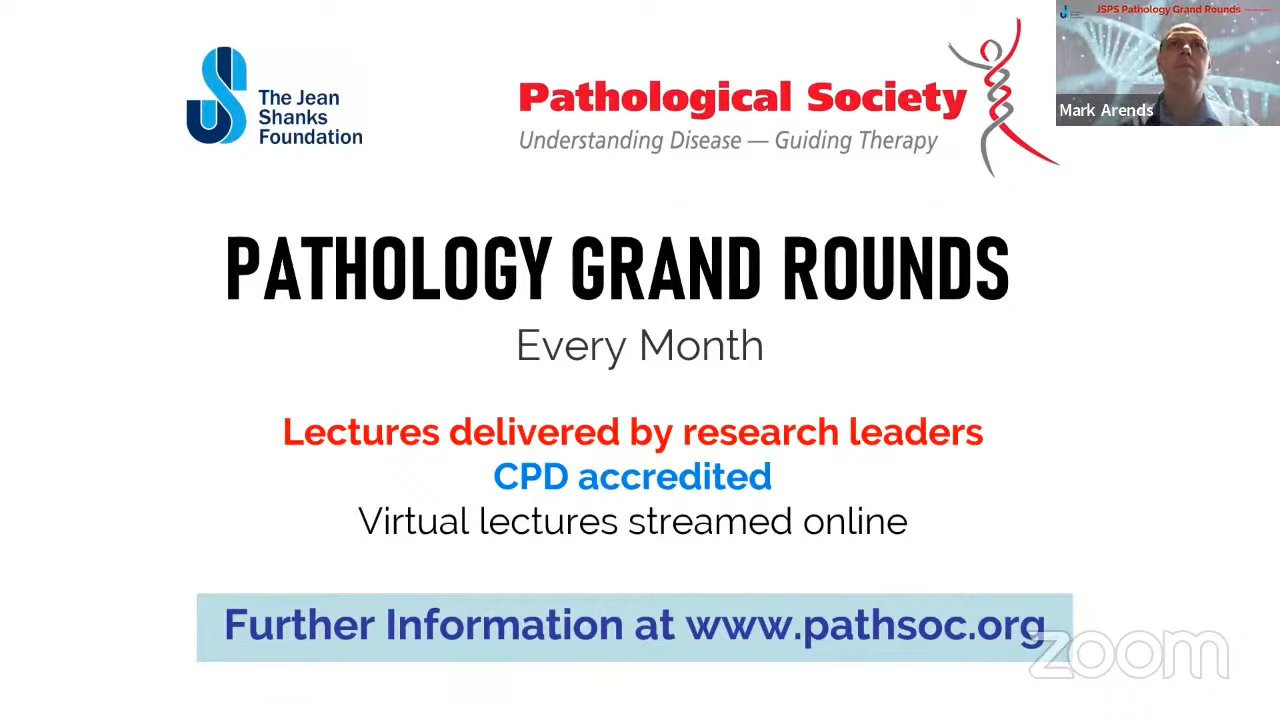 The Jean
Shanks
Foundation
Pathological Society
Understanding Disease — Guiding Therapy
JSPS Pathology Grand Rounds
Mark Arends
PATHOLOGY GRAND ROUNDS
Every Month
Lectures delivered by research leaders
CPD accredited
Virtual lectures streamed online
Further Information at www.pathsoc.org
zoom